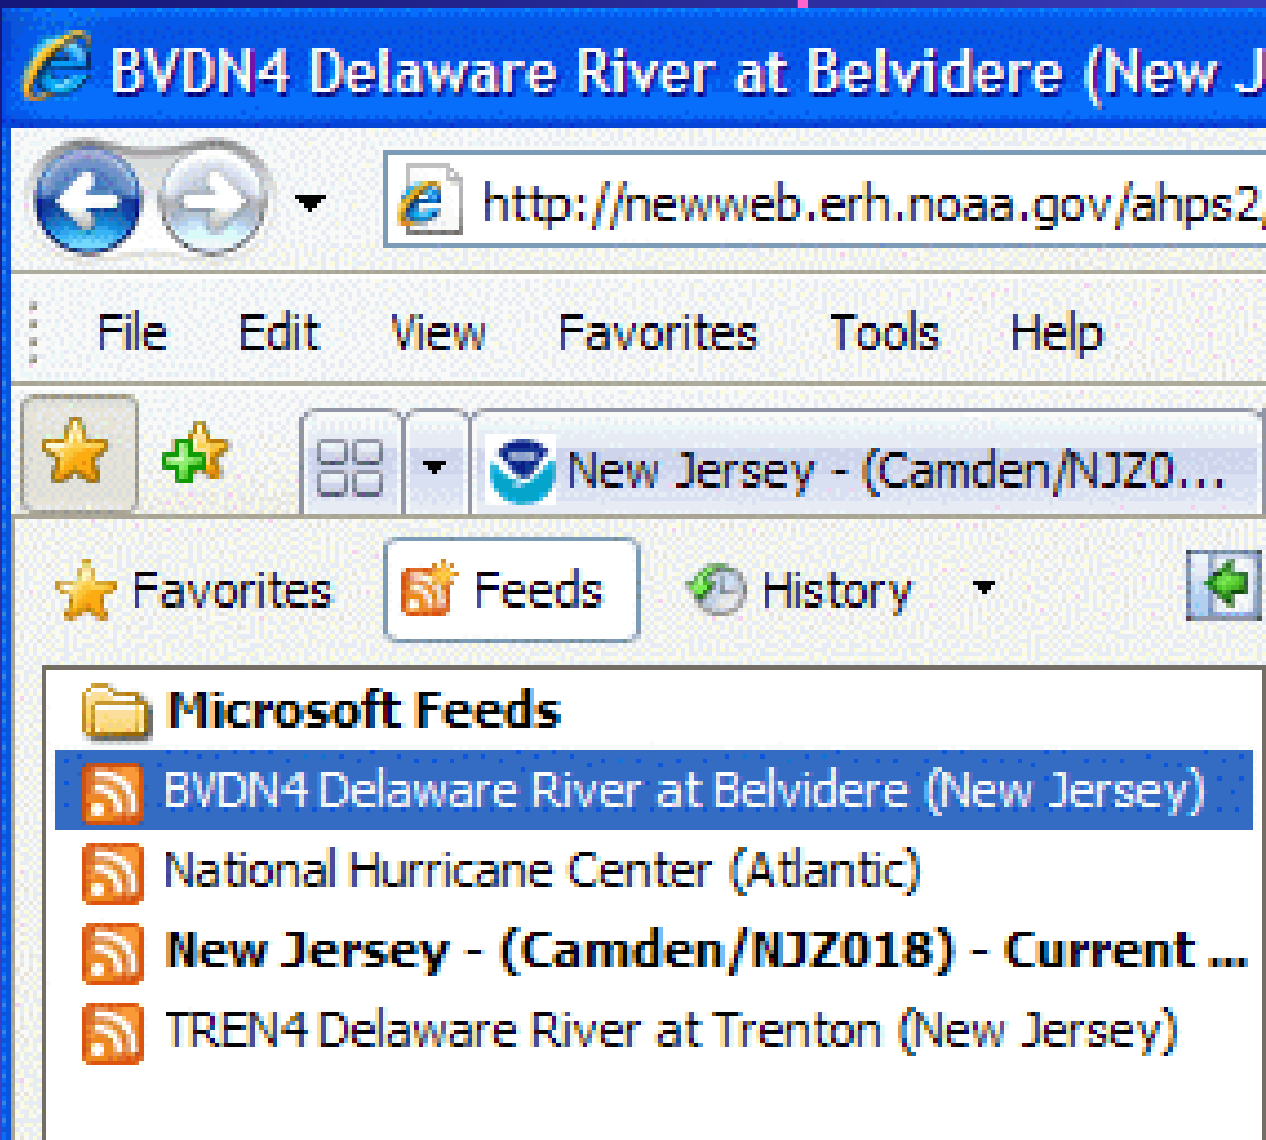 BVDN4 Delaware River at Belvidere (New J
http://newweb.erh.noaa.gov/ahps2/
File Edit View Favorites Tools Help
New Jersey - (Camden/NJZ0...
Favorites Feeds History
Microsoft Feeds
BVDN4 Delaware River at Belvidere (New Jersey)
National Hurricane Center (Atlantic)
New Jersey - (Camden/NJZ018) - Current ...
TREN4 Delaware River at Trenton (New Jersey)